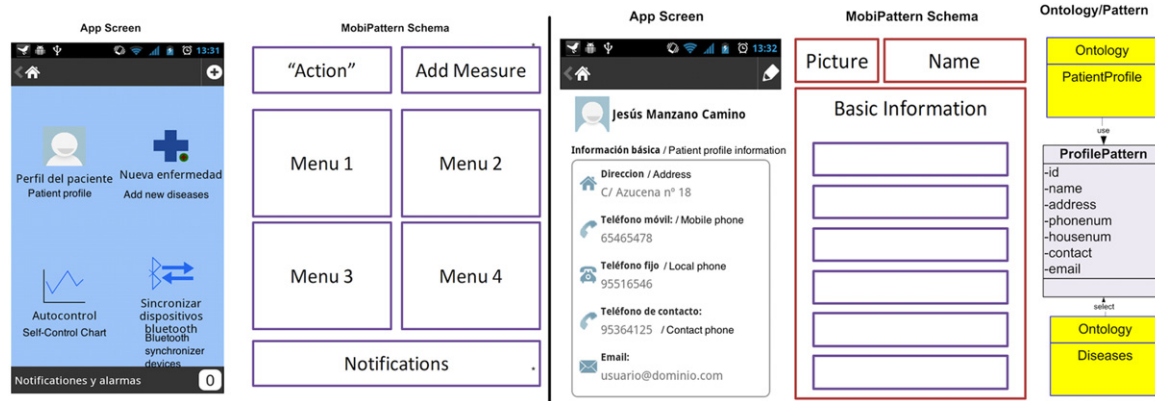 App Screen
MobiPattern Schema
13:31
Perfil del paciente
Patient profile
Nueva enfermedad
Add new diseases
Autocontrol
Self-Control Chart
Sincronizar
dispositivos
bluetooth
Bluetooth
synchronizer
devices
Notificationes y alarmas
0
“Action”
Add Measure
Menu 1
Menu 2
Menu 3
Menu 4
Notifications
App Screen
MobiPattern Schema
Ontology/Pattern
13:32
Jesús Manzano Camino
Información básica / Patient profile information
Direccion / Address
C/ Azucena nº 18
Teléfono móvil: / Mobile phone
65465478
Teléfono fijo / Local phone
95516546
Teléfono de contacto:
95364125 / Contact phone
Email:
usuario@dominio.com
Picture
Name
Basic Information
Ontology
PatientProfile
use
ProfilePattern
-id
-name
-address
-phonenum
-housenum
-contact
-email
select
Ontology
Diseases